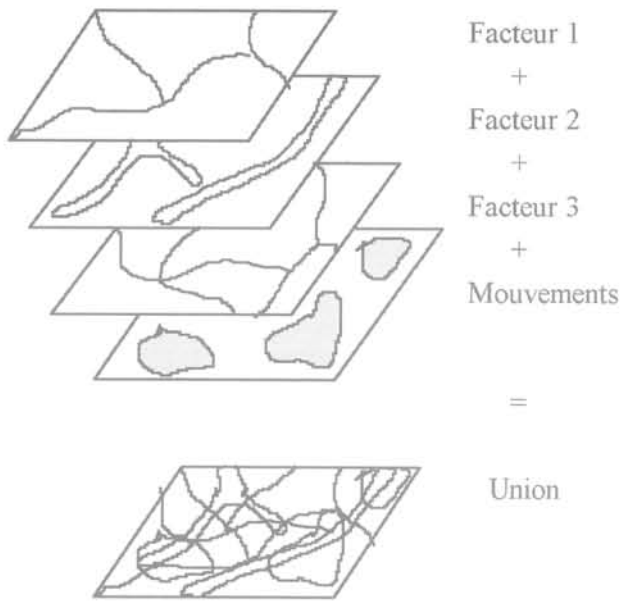 Facteur 1
+
Facteur 2
+
Facteur 3
+
Mouvements
=
Union